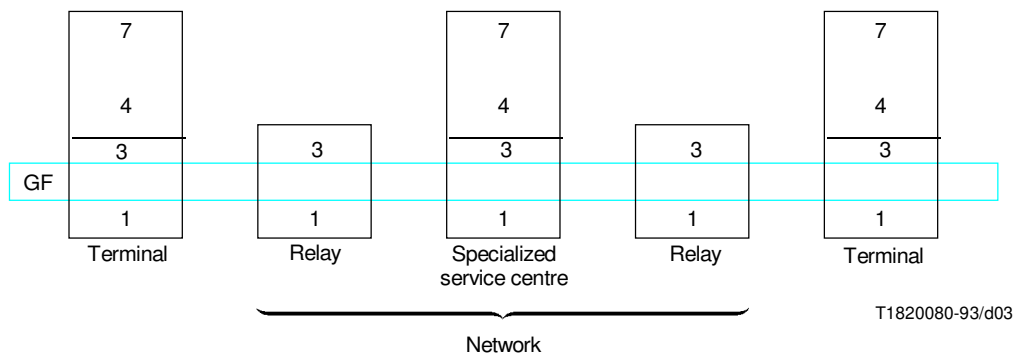 7 7 7
4 4 4
3 3 3 3 3
GF
1 1 1 1 1
Terminal Relay Specialized service centre Relay Terminal
T1820080-93/d03
Network